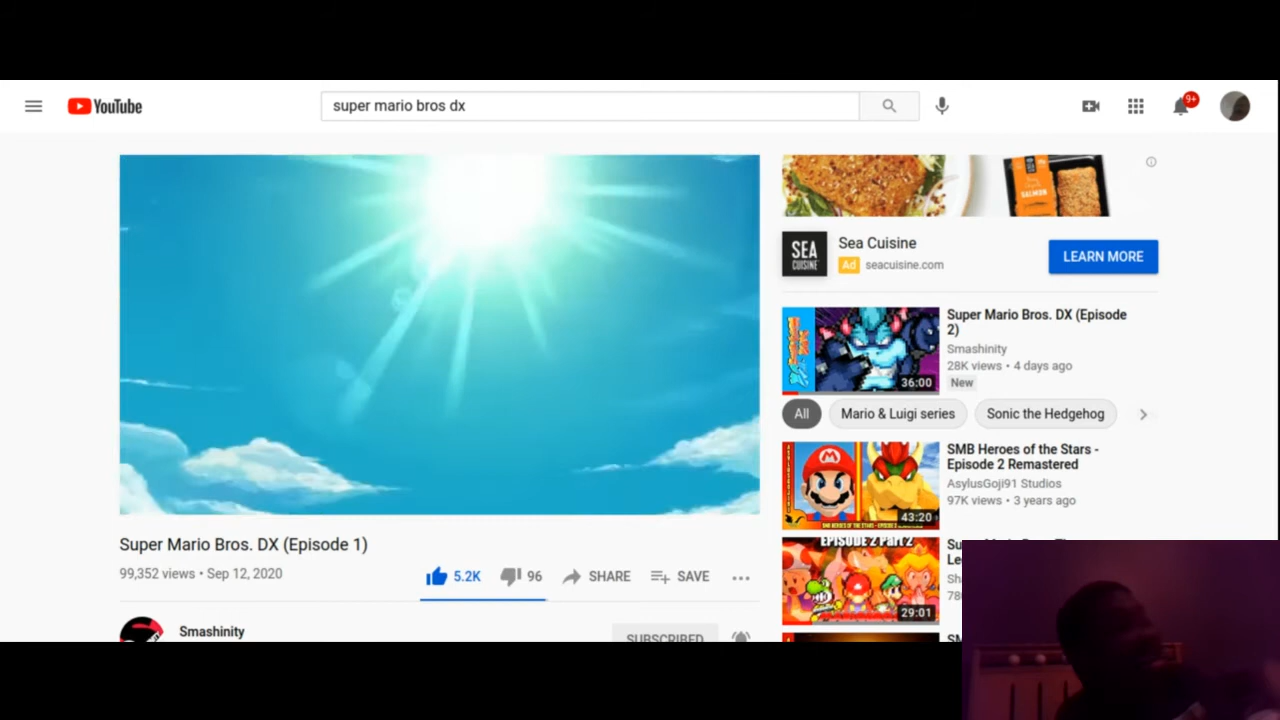 YouTube
super mario bros dx
9+
SALMON
SEA
CUISINE
Sea Cuisine
Ad seacuisine.com
LEARN MORE
Super Mario Bros. DX (Episode
2)
Smashinity
28K views • 4 days ago
New
36:00
All
Mario & Luigi series
Sonic the Hedgehog
SMB Heroes of the Stars -
Episode 2 Remastered
AsylusGoji91 Studios
97K views • 3 years ago
43:20
EPISODE 2 Part 2
29:01
Super Mario Bros. DX (Episode 1)
99,352 views • Sep 12, 2020
5.2K
96
SHARE
SAVE
Smashinity
SUBSCRIBED